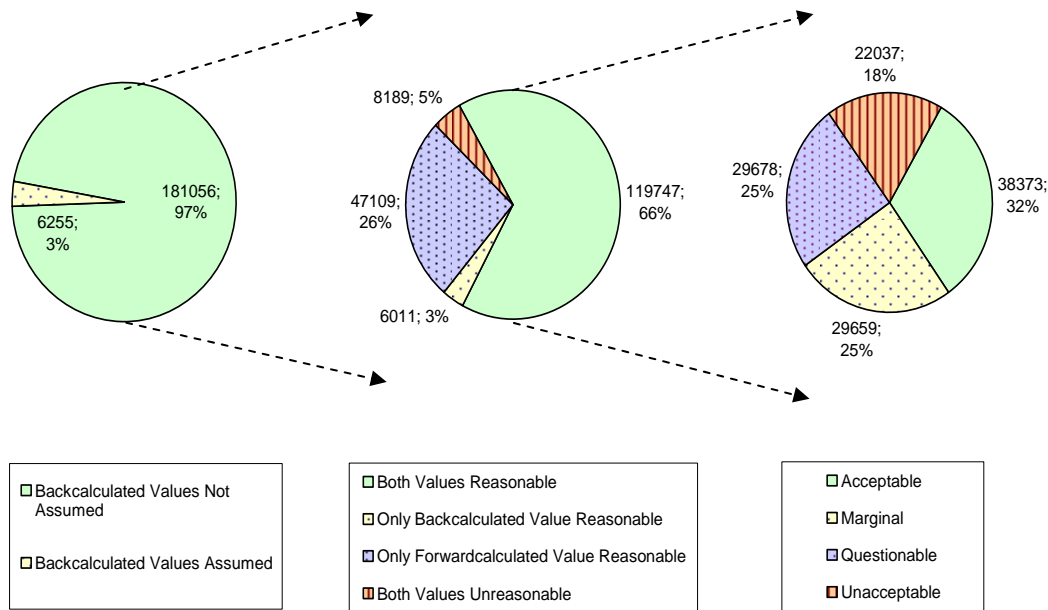 181056;
97%
6255;
3%
8189; 5%
47109;
26%
119747
66%
6011; 3%
22037;
18%
29678;
25%
38373;
32%
29659;
25%
Backcalculated Values Not
Assumed
Backcalculated Values Assumed
Both Values Reasonable
Only Backcalculated Value Reasonable
Only Forwardcalculated Value Reasonable
Both Values Unreasonable
Acceptable
Marginal
Questionable
Unacceptable